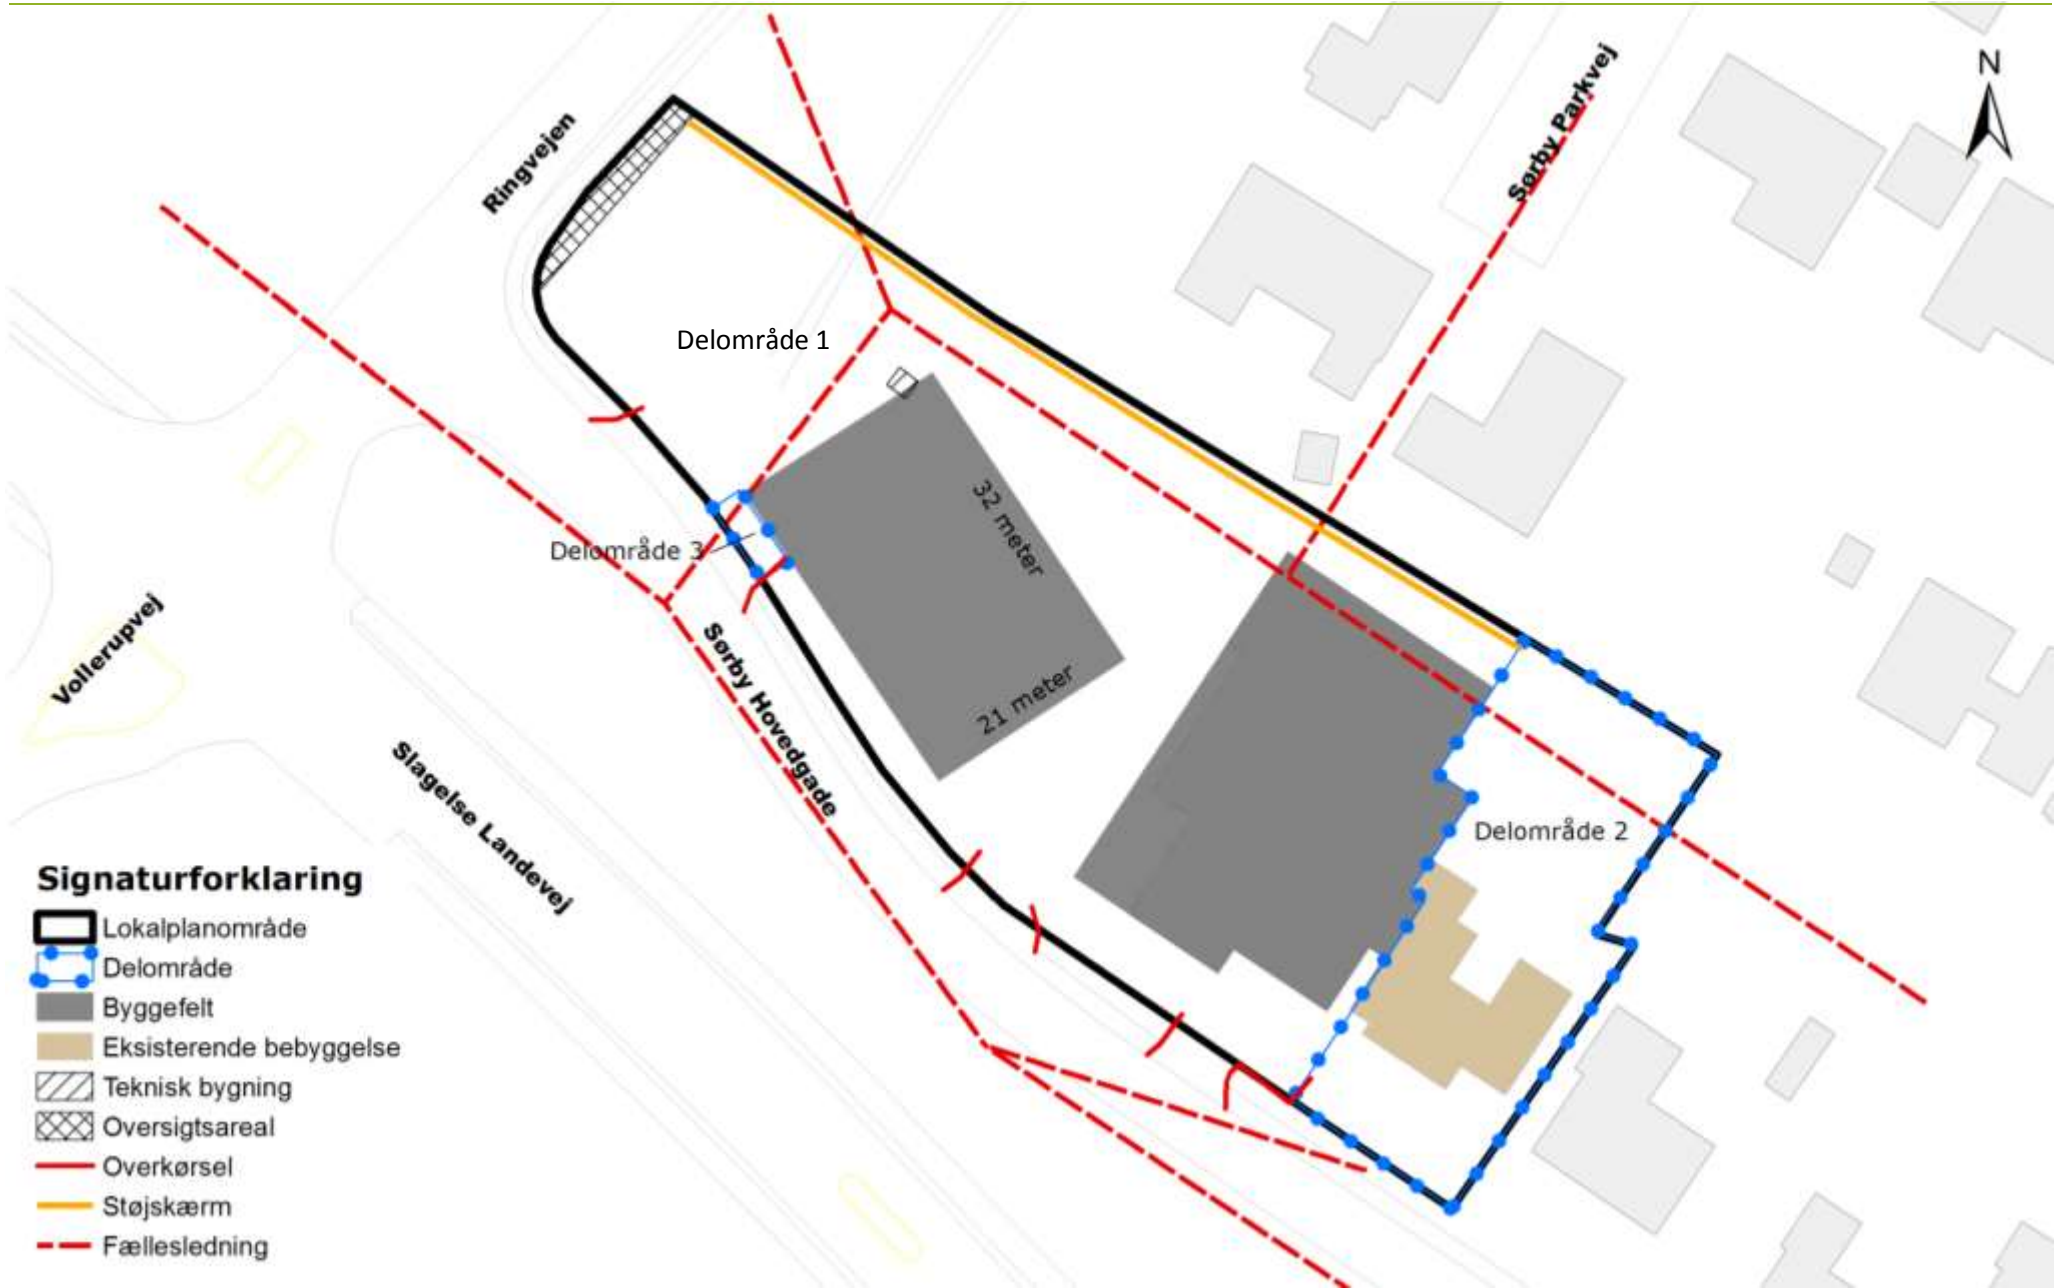 N
Sørby Parkvej
Ringvejen
Delområde 1
32 meter
Delområde 3
21 meter
Sørby Hovedgade
Vollerupvej
Slagelse Landevej
Delområde 2
Signaturforklaring
Lokalplanområde
Delområde
Byggefelt
Eksisterende bebyggelse
Teknisk bygning
Oversigtsareal
Overkørsel
Støjskærm
Fællesledning